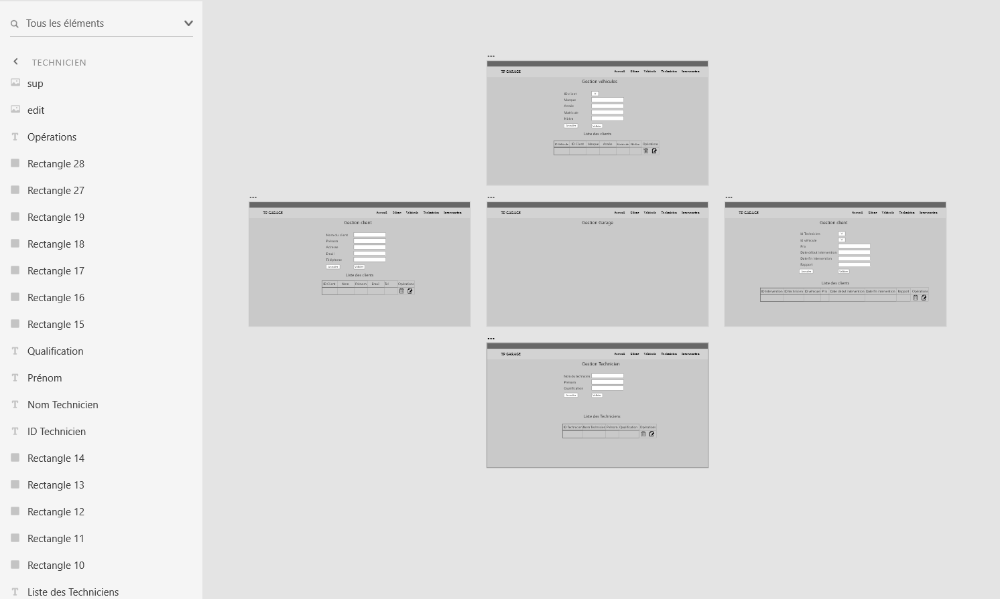 Tous les éléments
TECHNICIEN
sup
edit
Opérations
Rectangle 28
Rectangle 27
Rectangle 19
Rectangle 18
Rectangle 17
Rectangle 16
Rectangle 15
Qualification
Prénom
Nom Technicien
ID Technicien
Rectangle 14
Rectangle 13
Rectangle 12
Rectangle 11
Rectangle 10
Liste des Techniciens
TP GARAGE
Accueil Véhicule Technicien Intervention
Gestion véhicules
ID client
Marque
Année
Matricule
Annuler Valider
Liste des clients
ID Véhicule ID Client Marque Année Matricule Nb Km Opérations
TP GARAGE
Accueil Véhicule Technicien Intervention
Gestion client
Nom du client
Prénom
Adresse
Email
Téléphone
Annuler Valider
Liste des clients
ID Client Nom Prénom Email Tel Opérations
TP GARAGE
Accueil Véhicule Technicien Intervention
Gestion Garage
TP GARAGE
Accueil Véhicule Technicien Intervention
Gestion client
Id Technicien
Id véhicule
Prix
Date début intervention
Date fin intervention
Rapport
Annuler Valider
Liste des clients
ID Intervention ID technicien ID véhicule Prix Date début intervention Date fin intervention Rapport Opérations
TP GARAGE
Accueil Véhicule Technicien Intervention
Gestion Technicien
Nom du technicien
Prénom
Qualification
Annuler Valider
Liste des Techniciens
ID Technicien Nom Technicien Prénom Qualification Opérations